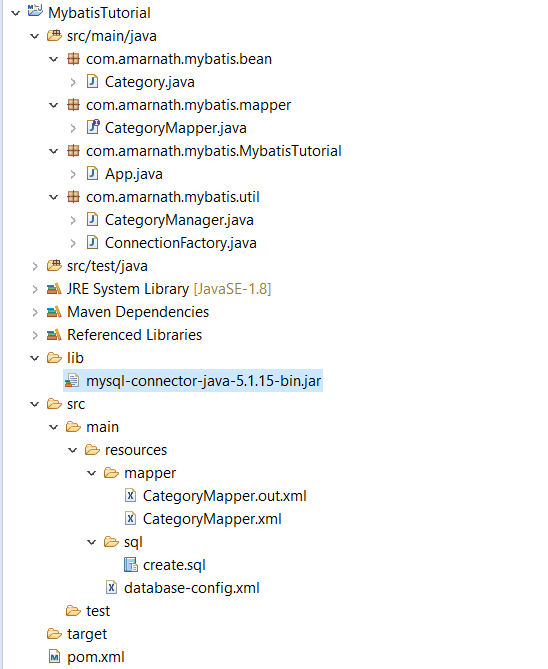 MybatisTutorial
src/main/java
com.amarnath.mybatis.bean
Category.java
com.amarnath.mybatis.mapper
CategoryMapper.java
com.amarnath.mybatis.MybatisTutorial
App.java
com.amarnath.mybatis.util
CategoryManager.java
ConnectionFactory.java
src/test/java
JRE System Library [JavaSE-1.8]
Maven Dependencies
Referenced Libraries
lib
mysql-connector-java-5.1.15-bin.jar
src
main
resources
mapper
CategoryMapper.out.xml
CategoryMapper.xml
sql
create.sql
database-config.xml
test
target
pom.xml